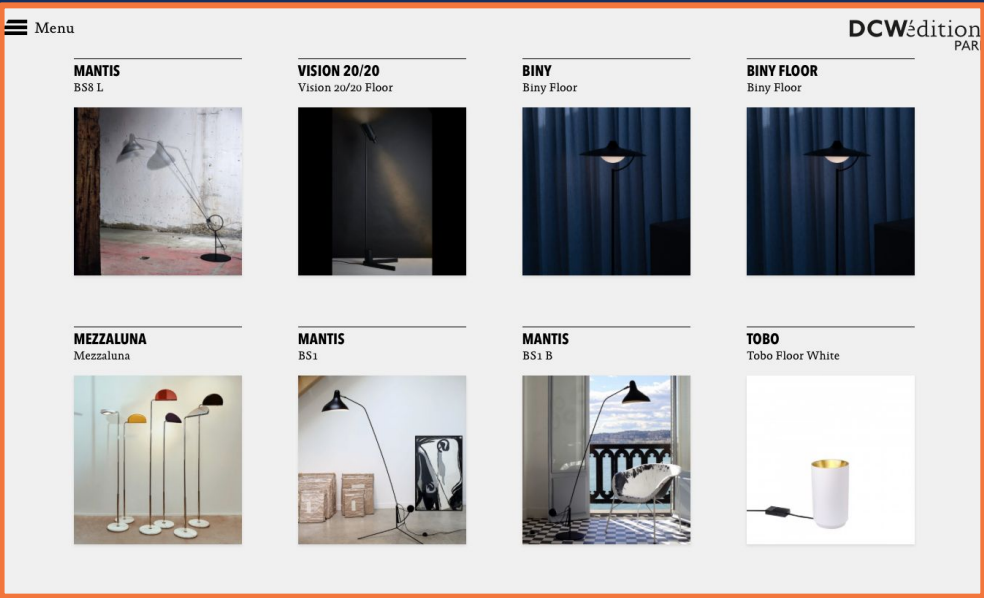 Menu
DCWédition
PARI
MANTIS
BS8 L
VISION 20/20
Vision 20/20 Floor
BINY
Biny Floor
BINY FLOOR
Biny Floor
MEZZALUNA
Mezzaluna
MANTIS
BS1
MANTIS
BS1 B
TOBO
Tobo Floor White